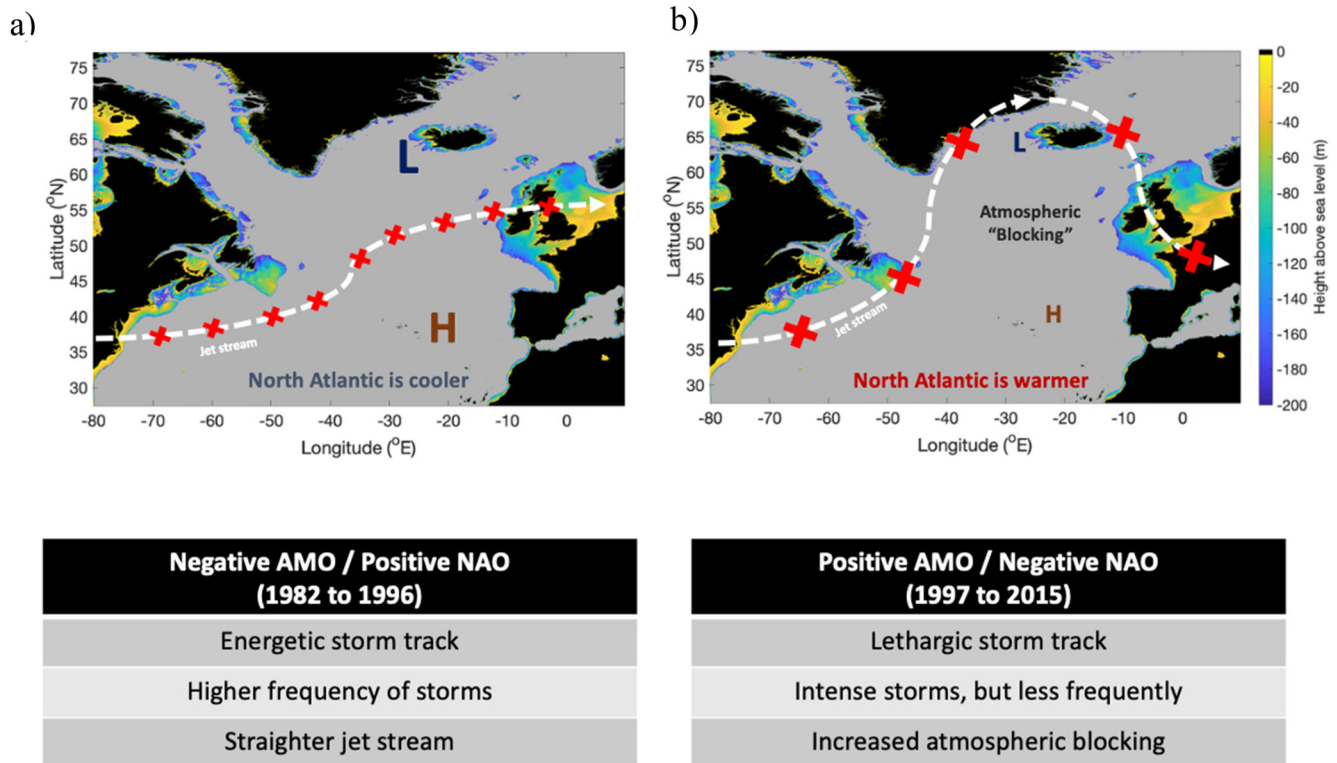 a)
75
70
65
60
55
50
45
40
35
30
Latitude (°N)
L
H
Jet stream
North Atlantic is cooler
-80 -70 -60 -50 -40 -30 -20 -10 0
Longitude (°E)
b)
75
70
65
60
55
50
45
40
35
30
Latitude (°N)
L
Atmospheric
"Blocking"
H
Jet stream
North Atlantic is warmer
-80 -70 -60 -50 -40 -30 -20 -10 0
Longitude (°E)
0
-20
-40
-60
-80
-100
-120
-140
-160
-180
-200
Height above sea level (m)
Negative AMO / Positive NAO
(1982 to 1996)
Energetic storm track
Higher frequency of storms
Straighter jet stream
Positive AMO / Negative NAO
(1997 to 2015)
Lethargic storm track
Intense storms, but less frequently
Increased atmospheric blocking